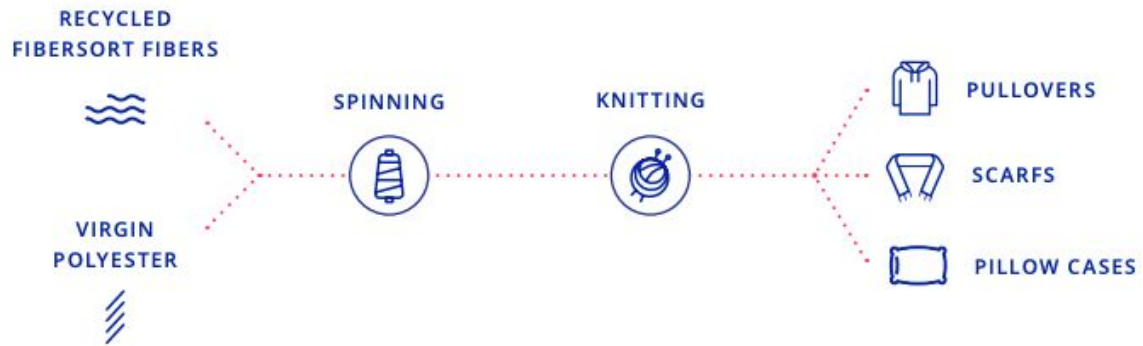 RECYCLED
FIBERSORT FIBERS
VIRGIN
POLYESTER
SPINNING
KNITTING
PULLOVERS
SCARFS
PILLOW CASES